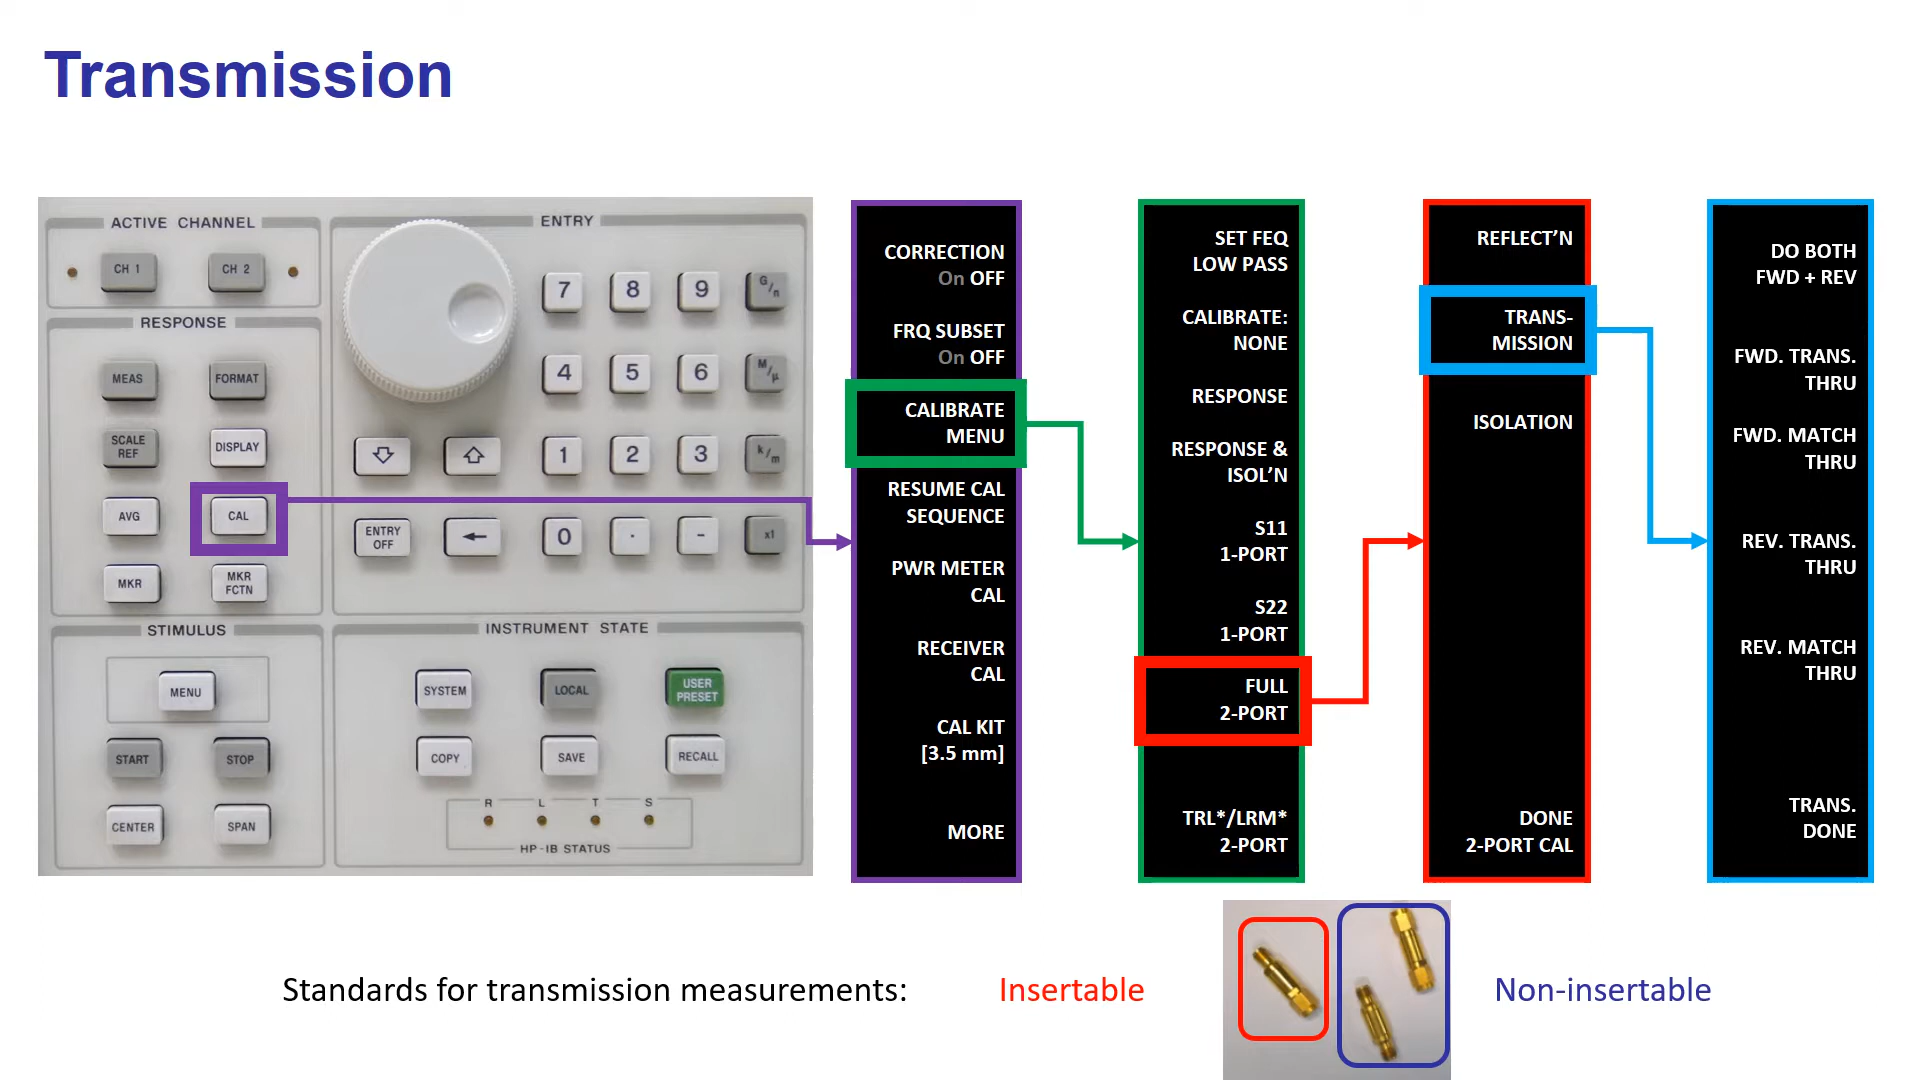 Transmission
ACTIVE CHANNEL
CH 1
CH 2
RESPONSE
MEAS
FORMAT
SCALE
REF
DISPLAY
AVG
CAL
MKR
MKR
FCTN
STIMULUS
MENU
START
STOP
CENTER
SPAN
ENTRY
7
8
9
G/n
4
5
6
M/μ
1
2
3
k/m
ENTRY
OFF
0
.
-
x1
INSTRUMENT STATE
SYSTEM
LOCAL
USER
PRESET
COPY
SAVE
RECALL
R L T S
HP-IB STATUS
CORRECTION
On OFF
FRQ SUBSET
On OFF
CALIBRATE
MENU
RESUME CAL
SEQUENCE
PWR METER
CAL
RECEIVER
CAL
CAL KIT
[3.5 mm]
MORE
SET FEQ
LOW PASS
CALIBRATE:
NONE
RESPONSE
RESPONSE &
ISOL’N
S11
1-PORT
S22
1-PORT
FULL
2-PORT
TRL*/LRM*
2-PORT
REFLECT’N
TRANS-
MISSION
ISOLATION
DONE
2-PORT CAL
DO BOTH
FWD + REV
FWD. TRANS.
THRU
FWD. MATCH
THRU
REV. TRANS.
THRU
REV. MATCH
THRU
TRANS.
DONE
Standards for transmission measurements:
Insertable
Non-insertable